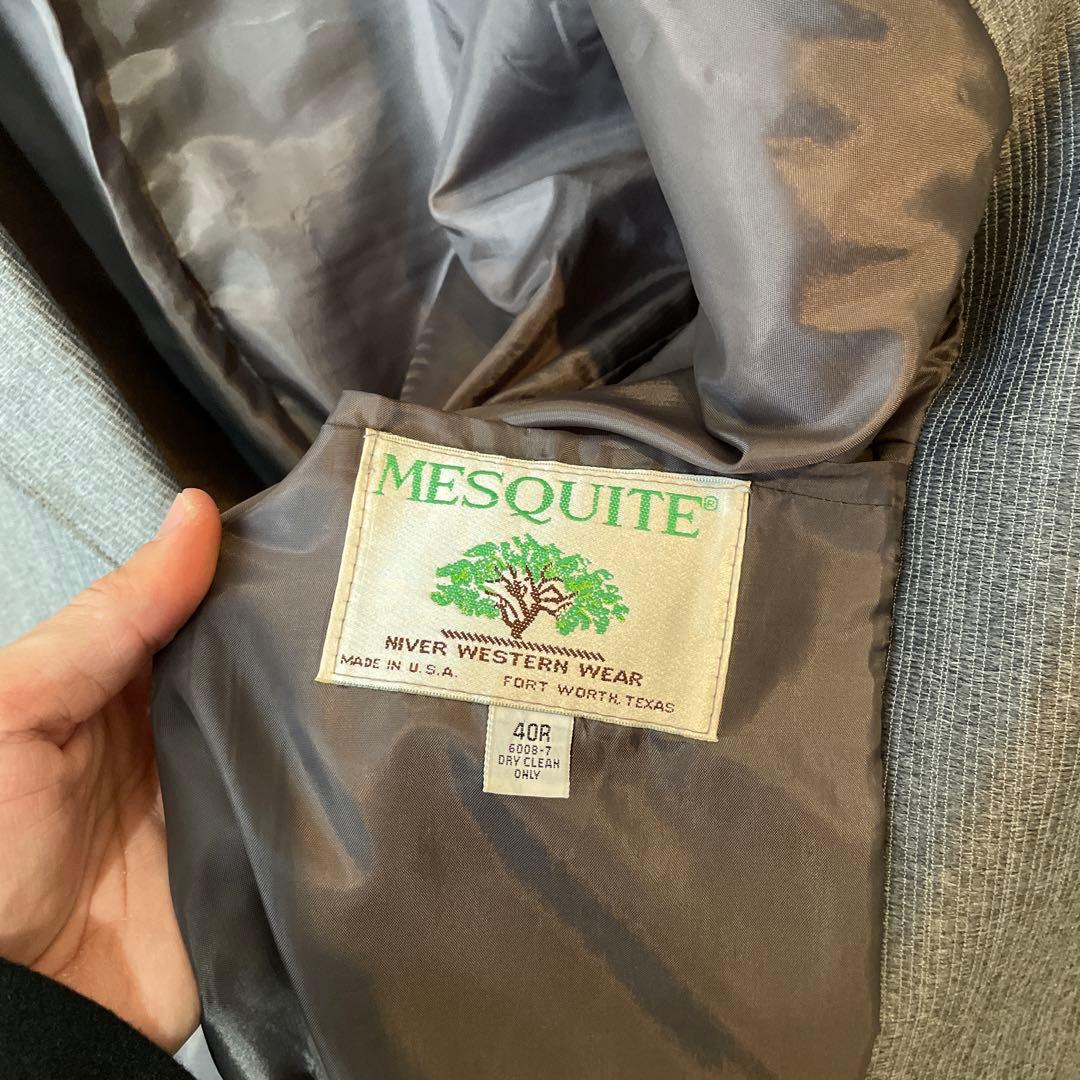 MESQUITE®
NIVER WESTERN WEAR
MADE IN U.S.A.
FORT WORTH, TEXAS
40R
6008-7
DRY CLEAN
ONLY